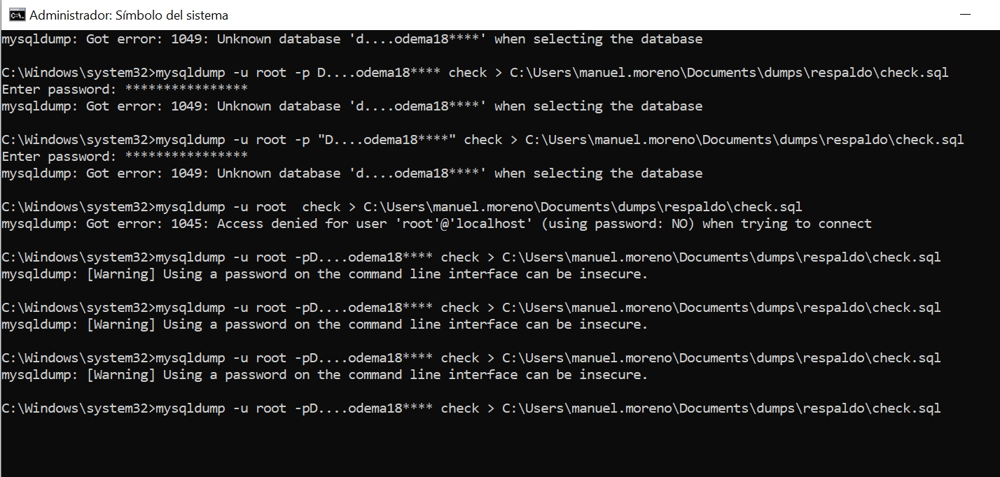 Administrador: Símbolo del sistema
mysqldump: Got error: 1049: Unknown database 'd....odema18****' when selecting the database
C:\Windows\system32>mysqldump -u root -p D....odema18**** check > C:\Users\manuel.moreno\Documents\dumps\respaldo\check.sql
Enter password: ****************
mysqldump: Got error: 1049: Unknown database 'd....odema18****' when selecting the database
C:\Windows\system32>mysqldump -u root -p "D....odema18****" check > C:\Users\manuel.moreno\Documents\dumps\respaldo\check.sql
Enter password: ****************
mysqldump: Got error: 1049: Unknown database 'd....odema18****' when selecting the database
C:\Windows\system32>mysqldump -u root  check > C:\Users\manuel.moreno\Documents\dumps\respaldo\check.sql
mysqldump: Got error: 1045: Access denied for user 'root'@'localhost' (using password: NO) when trying to connect
C:\Windows\system32>mysqldump -u root -pD....odema18**** check > C:\Users\manuel.moreno\Documents\dumps\respaldo\check.sql
mysqldump: [Warning] Using a password on the command line interface can be insecure.
C:\Windows\system32>mysqldump -u root -pD....odema18**** check > C:\Users\manuel.moreno\Documents\dumps\respaldo\check.sql
mysqldump: [Warning] Using a password on the command line interface can be insecure.
C:\Windows\system32>mysqldump -u root -pD....odema18**** check > C:\Users\manuel.moreno\Documents\dumps\respaldo\check.sql
mysqldump: [Warning] Using a password on the command line interface can be insecure.
C:\Windows\system32>mysqldump -u root -pD....odema18**** check > C:\Users\manuel.moreno\Documents\dumps\respaldo\check.sql